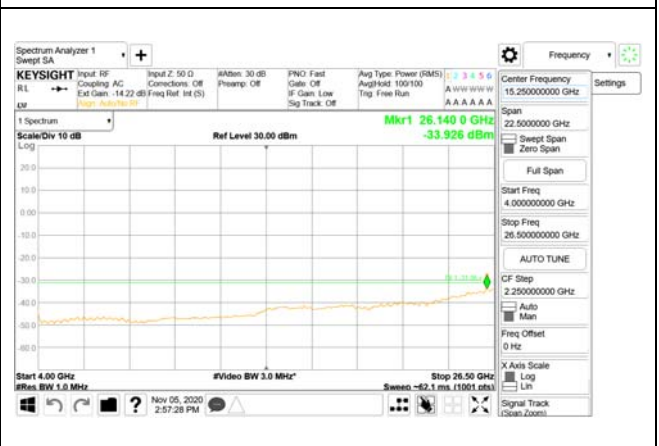 Spectrum Analyzer 1
Swept SA
+
Frequency
KEYSIGHT
Input: RF
Coupling: AC
Ext Gain: -14.22 dB
Align: Auto/No RF
Input Z: 50 Ω
Corrections: Off
Freq Ref: Int (S)
#Atten: 30 dB
Preamp: Off
PNO: Fast
Gate: Off
IF Gain: Low
Sig Track: Off
Avg Type: Power (RMS)
Avg|Hold: 100/100
Trig: Free Run
1 2 3 4 5 6
A W W W W W
A A A A A A
RL
Center Frequency
15.250000000 GHz
Settings
1 Spectrum
Scale/Div 10 dB
Log
Ref Level 30.00 dBm
Mkr1 26.140 0 GHz
-33.926 dBm
Span
22.5000000 GHz
Swept Span
Zero Span
Full Span
Start Freq
4.000000000 GHz
Stop Freq
26.500000000 GHz
AUTO TUNE
CF Step
2.250000000 GHz
Auto
Man
Freq Offset
0 Hz
X Axis Scale
Log
Lin
Signal Track
(Span Zoom)
20.0
10.0
0.00
-10.0
-20.0
-30.0
-40.0
-50.0
-60.0
Start 4.00 GHz
#Res BW 1.0 MHz
#Video BW 3.0 MHz*
Stop 26.50 GHz
Sweep ~62.1 ms (1001 pts)
?
Nov 05, 2020
2:57:28 PM